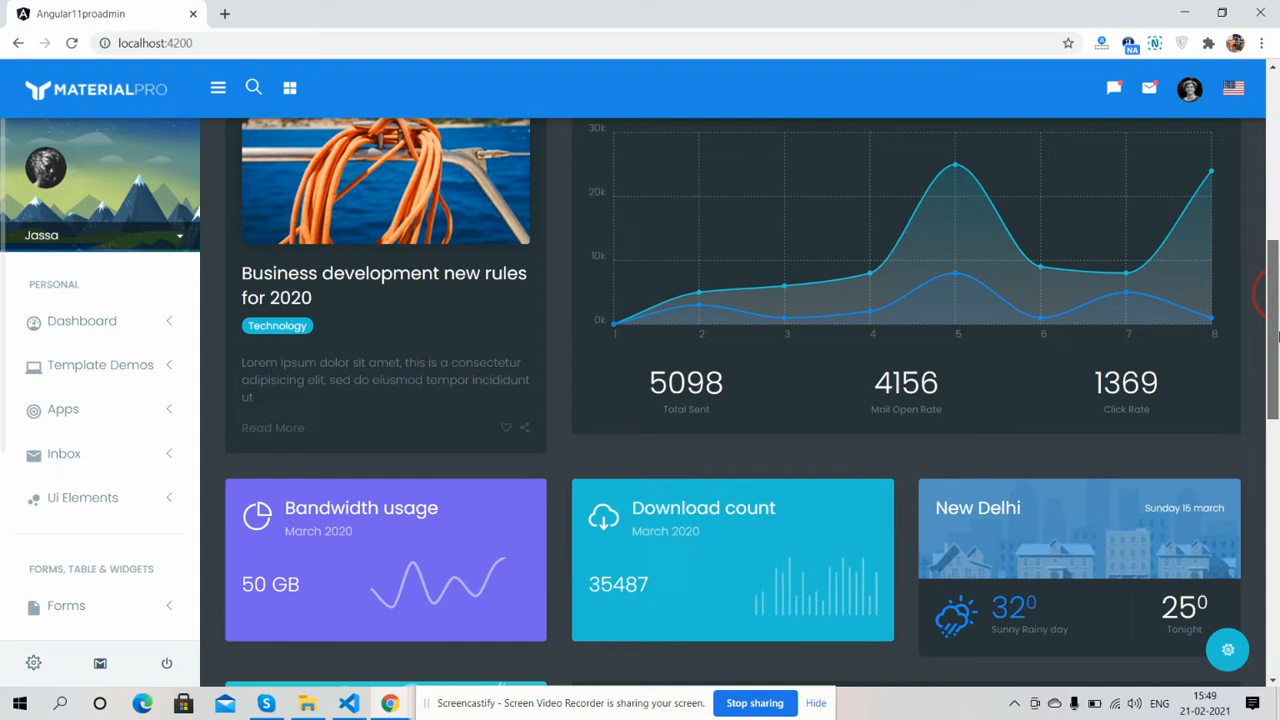 Angular11proadmin
localhost:4200
NA
MATERIALPRO
Jassa
PERSONAL
Dashboard
Template Demos
Apps
Inbox
Ui Elements
FORMS, TABLE & WIDGETS
Forms
Business development new rules
for 2020
Technology
Lorem ipsum dolor sit amet, this is a consectetur
adipisicing elit, sed do eiusmod tempor incididunt
ut
Read More
30k
20k
10k
0k
1 2 3 4 5 6 7 8
5098 4156 1369
Total Sent Mail Open Rate Click Rate
Bandwidth usage
March 2020
50 GB
Download count
March 2020
35487
New Delhi
Sunday 15 march
32⁰
Sunny Rainy day
25⁰
Tonight
Screencastify - Screen Video Recorder is sharing your screen.
Stop sharing
Hide
ENG
15:49
21-02-2021